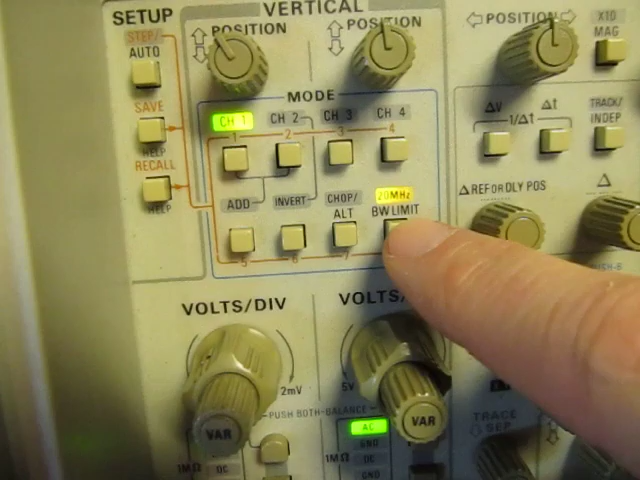 SETUP
VERTICAL
STEP/
AUTO
POSITION
POSITION
POSITION
X10
MAG
MODE
SAVE
HELP
RECALL
HELP
CH 1
CH 2
CH 3
CH 4
1
2
3
4
ΔV
1/Δt
Δt
TRACK/
INDEP
ADD
INVERT
CHOP/
ALT
20MHz
BW LIMIT
5
6
7
ΔREF OR DLY POS
Δ
VOLTS/DIV
VOLTS/
2mV
5V
PUSH BOTH-BALANCE
VAR
VAR
AC
GND
1MΩ
DC
1MΩ
DC
GND
TRACE
SEP